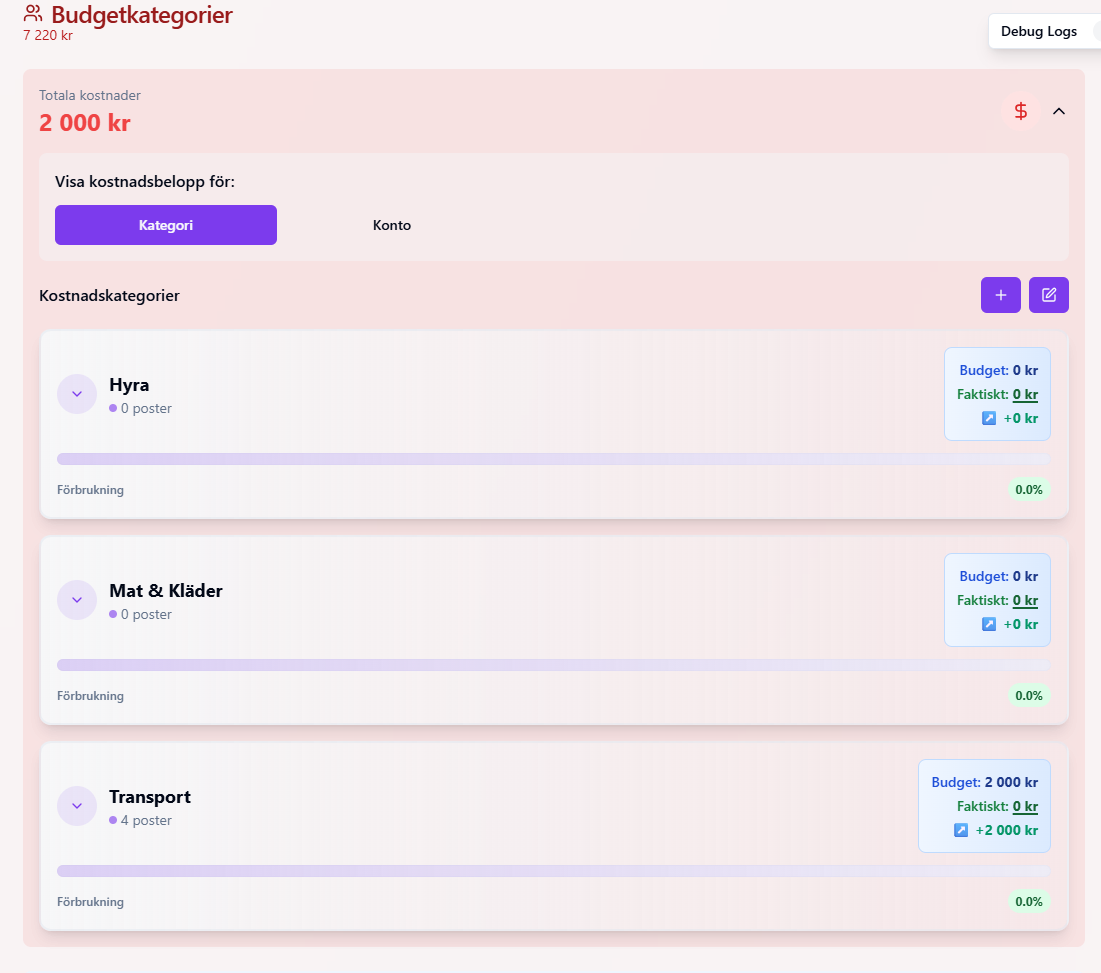 Budgetkategorier
7 220 kr
Debug Logs
Totala kostnader
2 000 kr
$
Visa kostnadsbelopp för:
Kategori
Konto
Kostnadskategorier
+
Hyra
0 poster
Budget: 0 kr
Faktiskt: 0 kr
↗ +0 kr
Förbrukning
0.0%
Mat & Kläder
0 poster
Budget: 0 kr
Faktiskt: 0 kr
↗ +0 kr
Förbrukning
0.0%
Transport
4 poster
Budget: 2 000 kr
Faktiskt: 0 kr
↗ +2 000 kr
Förbrukning
0.0%